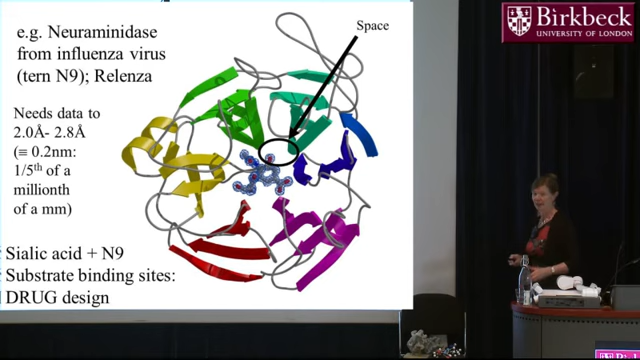 e.g. Neuraminidase
from influenza virus
(tern N9); Relenza
Space
Needs data to
2.0Å- 2.8Å
(≡ 0.2nm:
1/5th of a
millionth
of a mm)
Sialic acid + N9
Substrate binding sites:
DRUG design
Birkbeck
UNIVERSITY OF LONDON